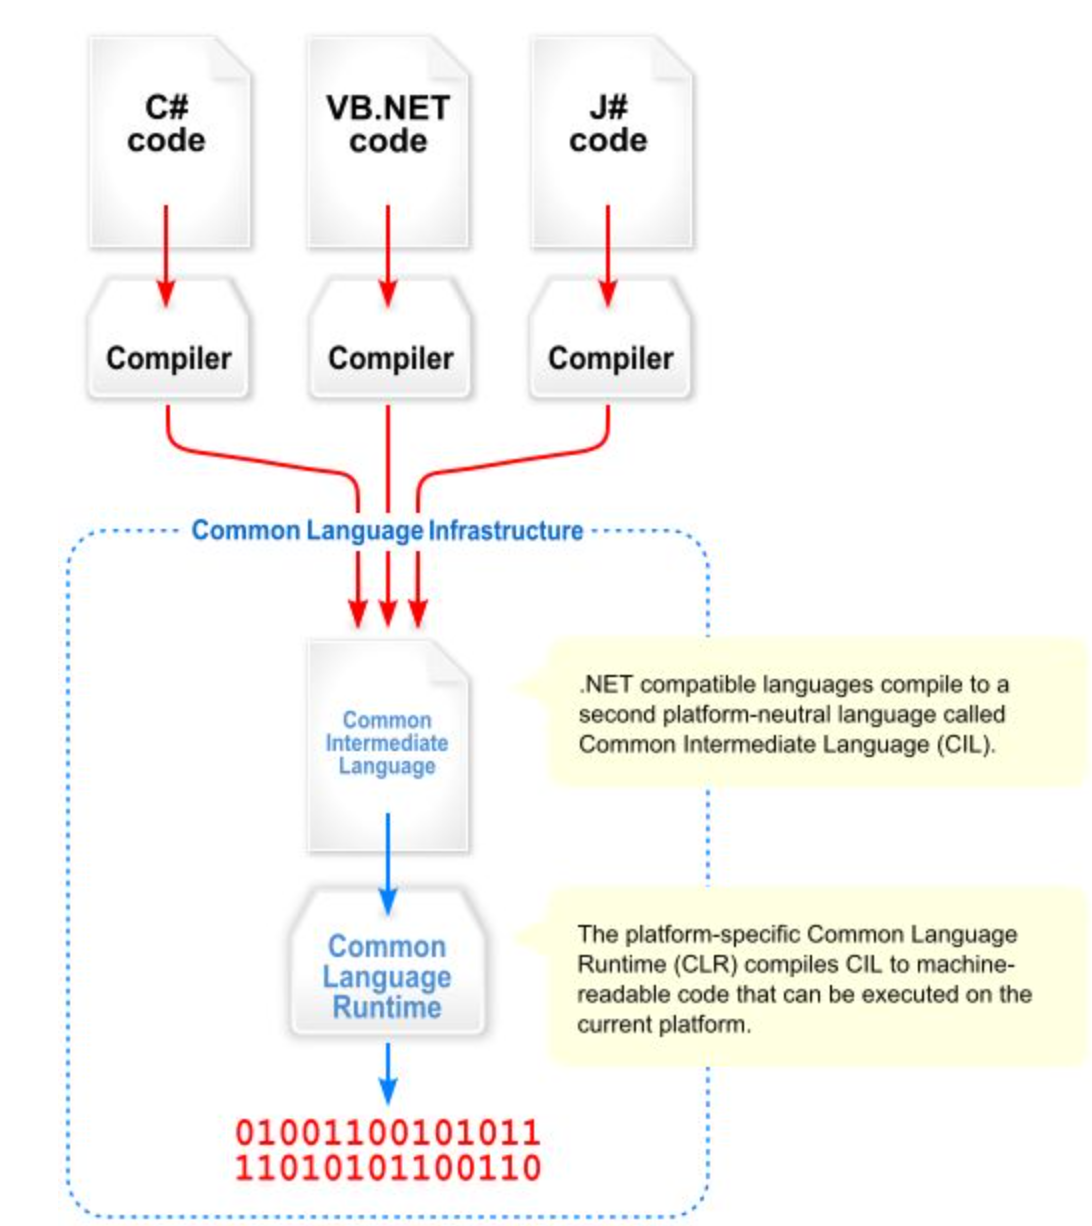 C#
code
VB.NET
code
J#
code
Compiler
Compiler
Compiler
Common Language Infrastructure
Common
Intermediate
Language
.NET compatible languages compile to a
second platform-neutral language called
Common Intermediate Language (CIL).
Common
Language
Runtime
The platform-specific Common Language
Runtime (CLR) compiles CIL to machine-
readable code that can be executed on the
current platform.
01001100101011
11010101100110